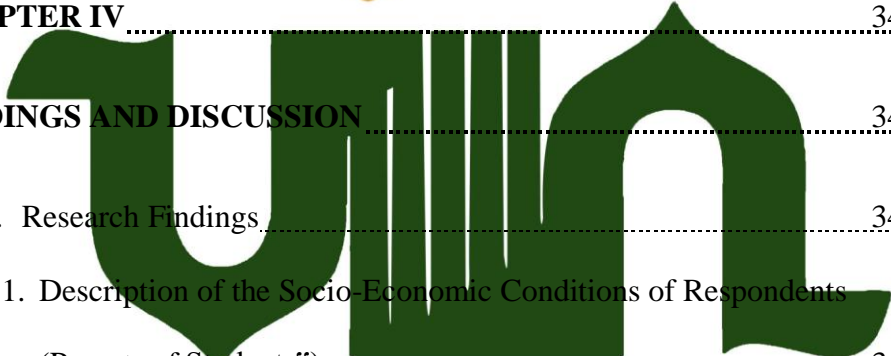 PTER IV 34
DINGS AND DISCUSSION 34
Research Findings 34
1. Description of the Socio-Economic Conditions of Respondents